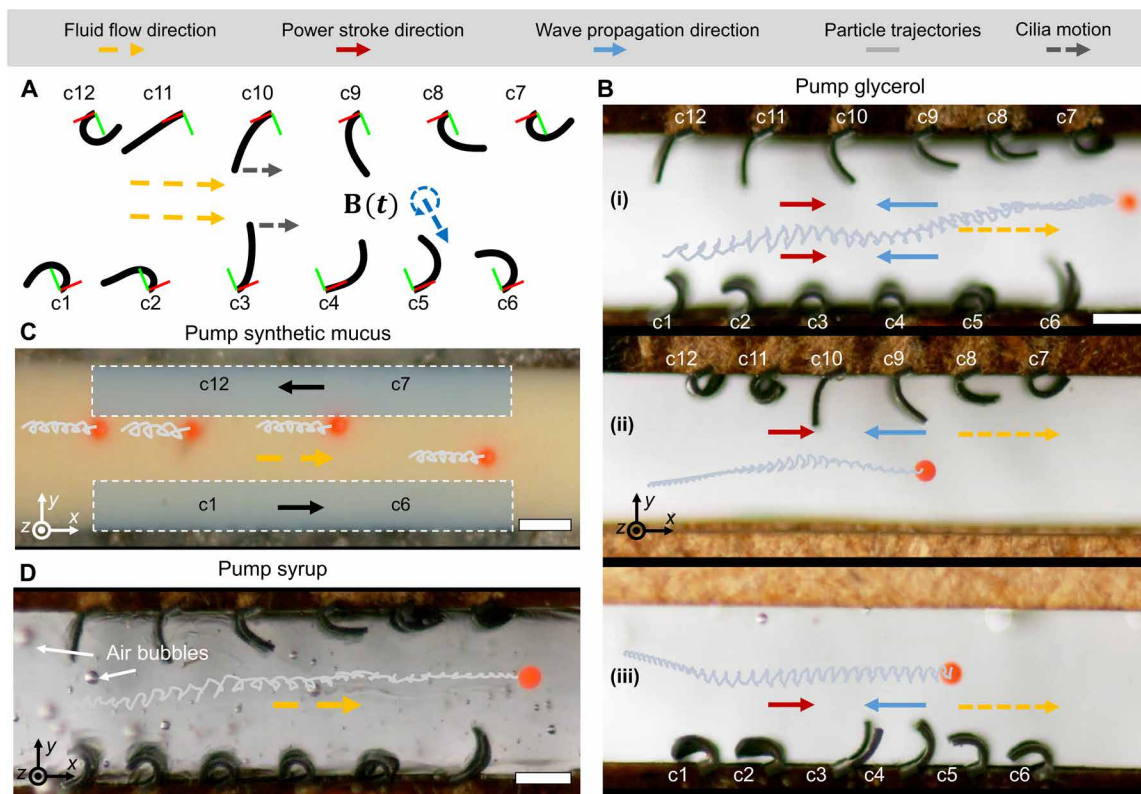 Fluid flow direction
Power stroke direction
Wave propagation direction
Particle trajectories
Cilia motion
A
c12 c11 c10 c9 c8 c7
B(t)
c1 c2 c3 c4 c5 c6
B
Pump glycerol
c12 c11 c10 c9 c8 c7
(i)
c1 c2 c3 c4 c5 c6
c12 c11 c10 c9 c8 c7
(ii)
z y x
(iii)
c1 c2 c3 c4 c5 c6
C
Pump synthetic mucus
c12 c7
c1 c6
z y x
D
Pump syrup
Air bubbles
z y x